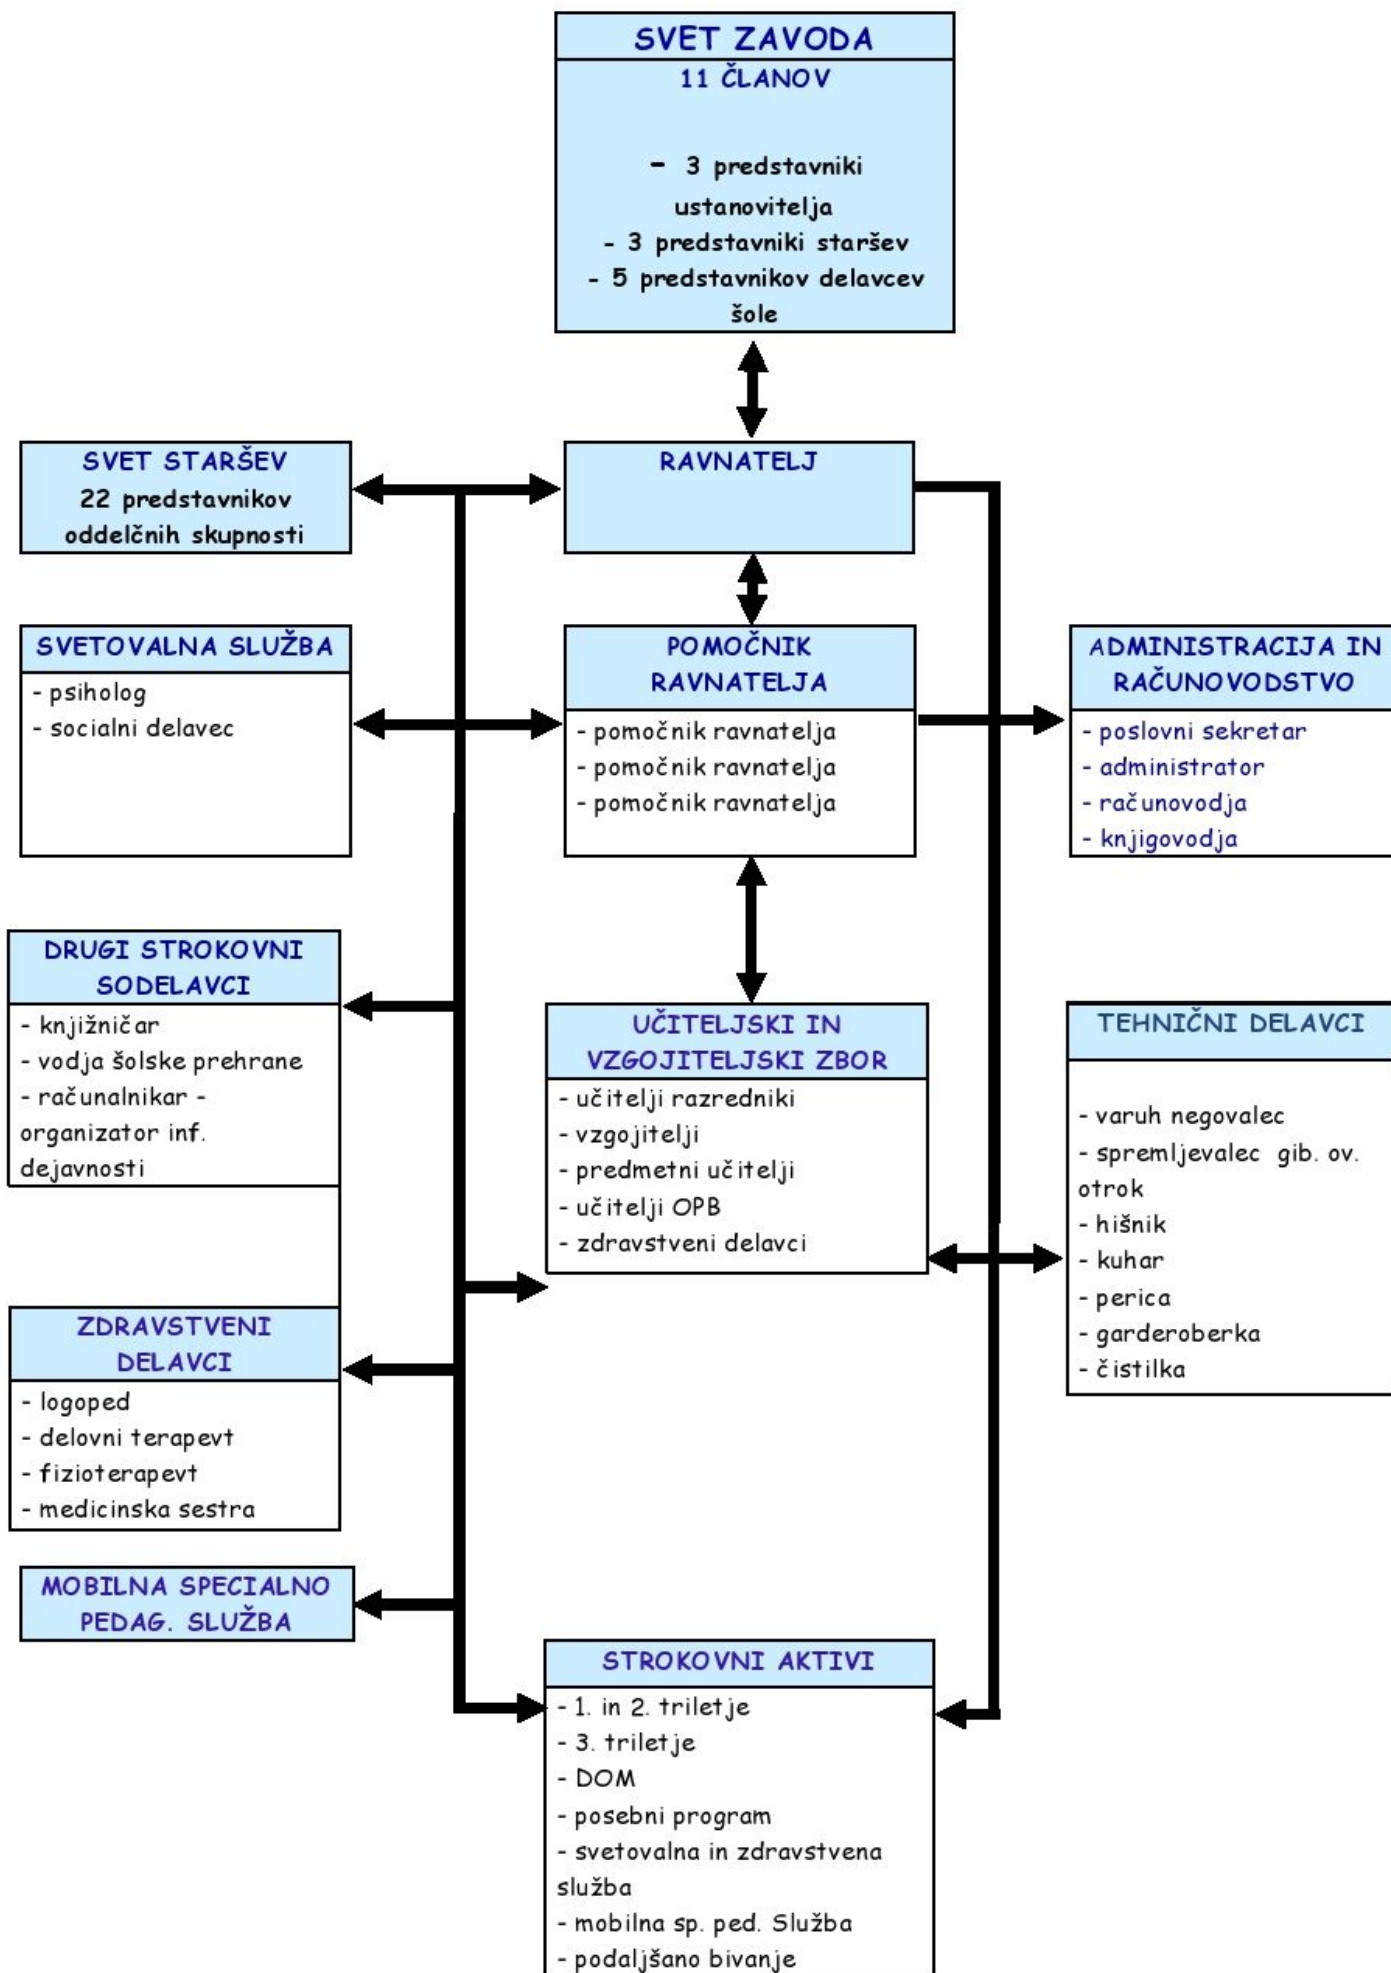 SVET ZAVODA
11 ČLANOV
- 3 predstavniki
ustanovitelja
- 3 predstavniki staršev
- 5 predstavnikov delavcev
šole
SVET STARŠEV
22 predstavnikov
oddelčnih skupnosti
RAVNATELJ
SVETOVALNA SLUŽBA
- psiholog
- socialni delavec
POMOČNIK
RAVNATELJA
- pomočnik ravnatelja
- pomočnik ravnatelja
- pomočnik ravnatelja
ADMINISTRACIJA IN
RAČUNOVODSTVO
- poslovni sekretar
- administrator
- računovodja
- knjigovodja
DRUGI STROKOVNI
SODELAVCI
- knjižničar
- vodja šolske prehrane
- računalnikar -
organizator inf.
dejavnosti
UČITELJSKI IN
VZGOJITELJSKI ZBOR
- učitelji razredniki
- vzgojitelji
- predmetni učitelji
- učitelji OPB
- zdravstveni delavci
TEHNIČNI DELAVCI
- varuh negovalec
- spremljevalec gib. ov.
otrok
- hišnik
- kuhar
- perica
- garderoberka
- čistilka
ZDRAVSTVENI
DELAVCI
- logoped
- delovni terapevt
- fizioterapevt
- medicinska sestra
MOBILNA SPECIALNO
PEDAG. SLUŽBA
STROKOVNI AKTIVI
- 1. in 2. triletje
- 3. triletje
- DOM
- posebni program
- svetovalna in zdravstvena
služba
- mobilna sp. ped. Služba
- podaljšano bivanje